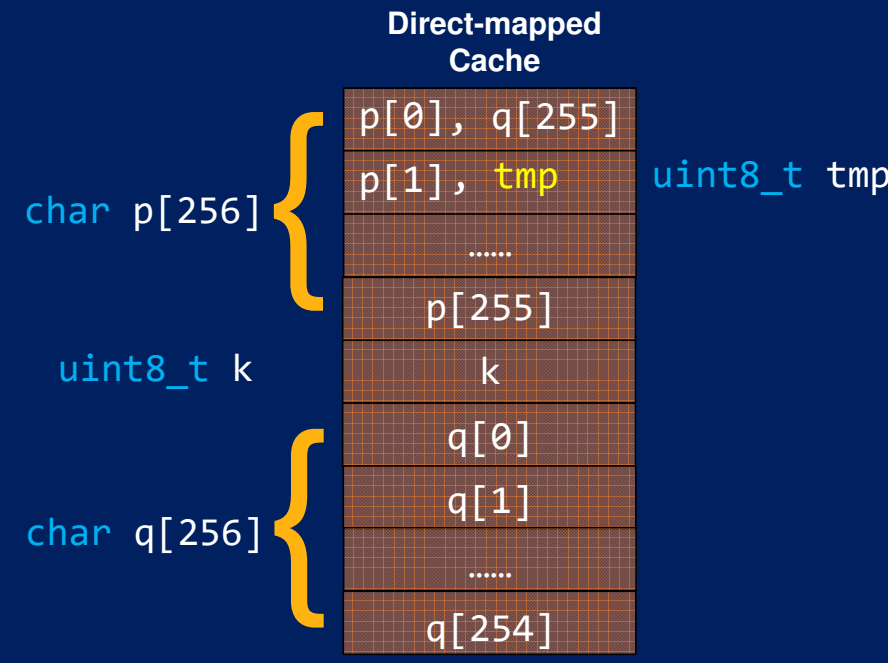 Direct-mapped
Cache
p[0], q[255]
p[1], tmp
uint8_t tmp
char p[256]
……
p[255]
uint8_t k
k
q[0]
q[1]
char q[256]
……
q[254]